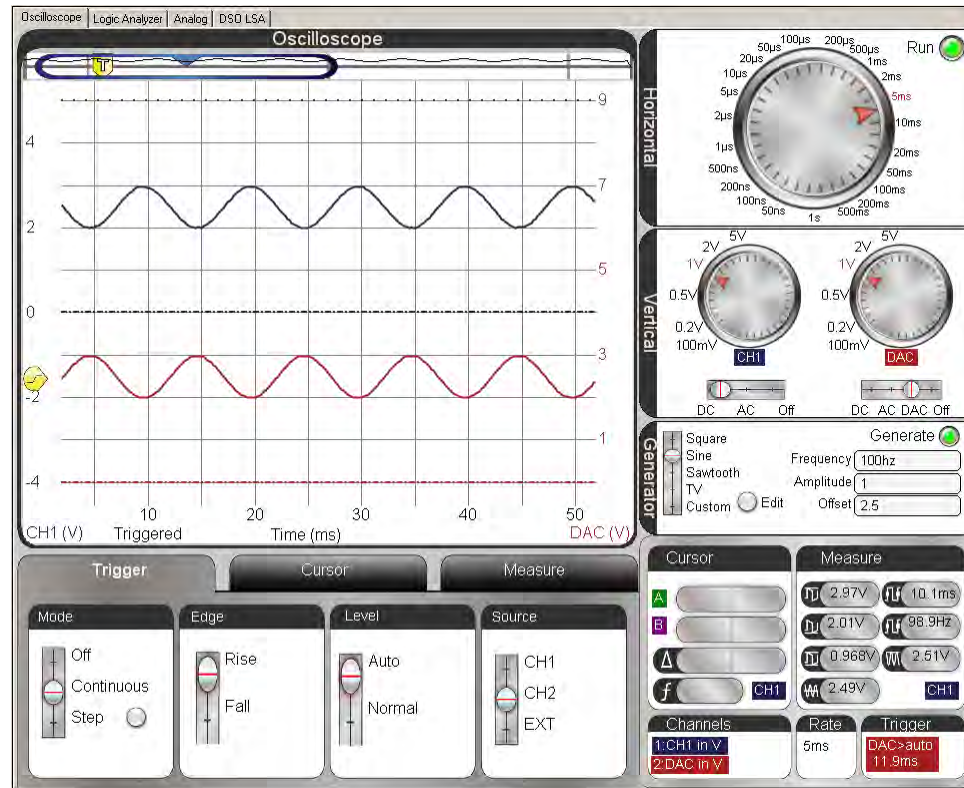 Oscilloscope Logic Analyzer Analog DSO LSA
Oscilloscope
T
9
4
7
2
5
0
3
-2
1
-4
10 20 30 40 50
CH1 (V) Triggered Time (ms) DAC (V)
Horizontal
Run
50ns
100ns
200ns
500ns
1µs
2µs
5µs
10µs
20µs
50µs
100µs
200µs
500µs
1ms
2ms
5ms
10ms
20ms
50ms
100ms
200ms
500ms
1s
Vertical
5V
2V
1V
0.5V
0.2V
100mV
CH1
DC AC Off
5V
2V
1V
0.5V
0.2V
100mV
DAC
DC AC DAC Off
Generator
Square
Sine
Sawtooth
TV
Custom
Edit
Generate
Frequency 100hz
Amplitude 1
Offset 2.5
Trigger Cursor Measure
Mode
Off
Continuous
Step
Edge
Rise
Fall
Level
Auto
Normal
Source
CH1
CH2
EXT
Cursor
A
B
Δ
f
CH1
Measure
2.97V 10.1ms
2.01V 98.9Hz
0.968V 2.51V
2.49V CH1
Channels
1:CH1 in V
2:DAC in V
Rate
5ms
Trigger
DAC>auto
11.9ms